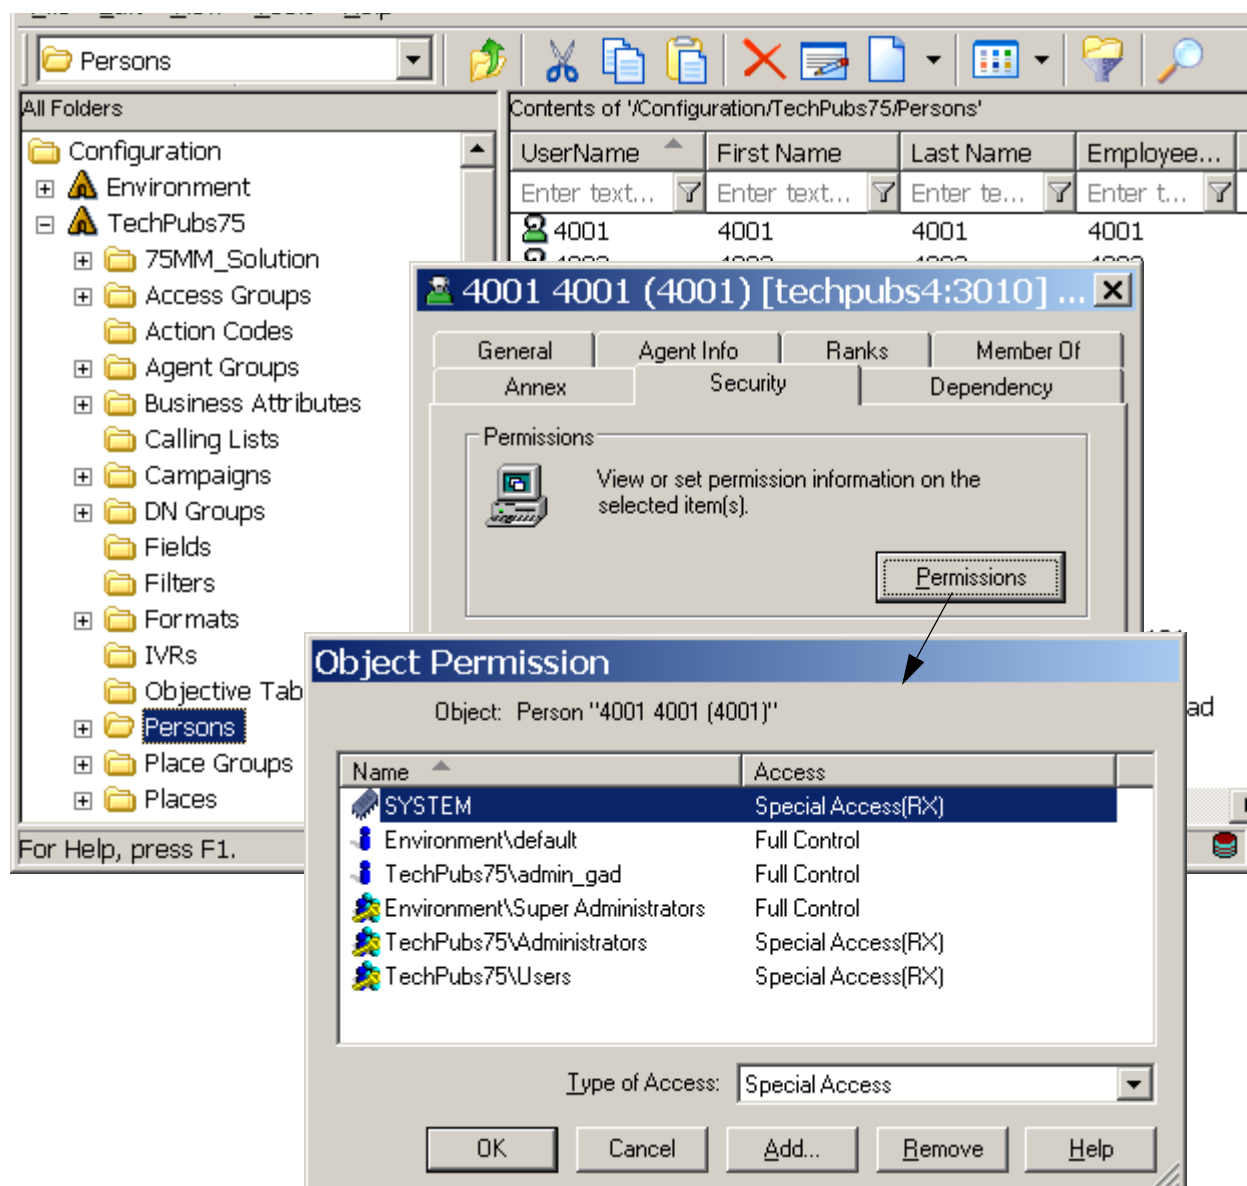 Persons
All Folders
Contents of '/Configuration/TechPubs75/Persons'
Configuration
Environment
TechPubs75
75MM_Solution
Access Groups
Action Codes
Agent Groups
Business Attributes
Calling Lists
Campaigns
DN Groups
Fields
Filters
Formats
IVRs
Objective Tab
Persons
Place Groups
Places
For Help, press F1.
UserName First Name Last Name Employee...
Enter text... Enter text... Enter te... Enter t...
4001 4001 4001 4001
4001 4001 (4001) [techpubs4:3010] ...
General Agent Info Ranks Member Of
Annex Security Dependency
Permissions
View or set permission information on the
selected item(s).
Permissions
ad
Object Permission
Object: Person "4001 4001 (4001)"
Name Access
SYSTEM Special Access(RX)
Environment\default Full Control
TechPubs75\admin_gad Full Control
Environment\Super Administrators Full Control
TechPubs75\Administrators Special Access(RX)
TechPubs75\Users Special Access(RX)
Type of Access: Special Access
OK Cancel Add... Remove Help